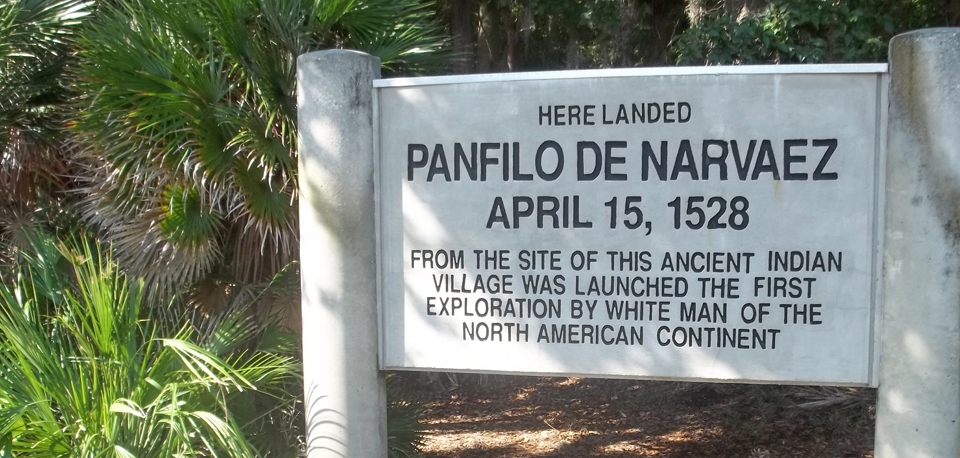 HERE LANDED
PANFILO DE NARVAEZ
APRIL 15, 1528
FROM THE SITE OF THIS ANCIENT INDIAN
VILLAGE WAS LAUNCHED THE FIRST
EXPLORATION BY WHITE MAN OF THE
NORTH AMERICAN CONTINENT